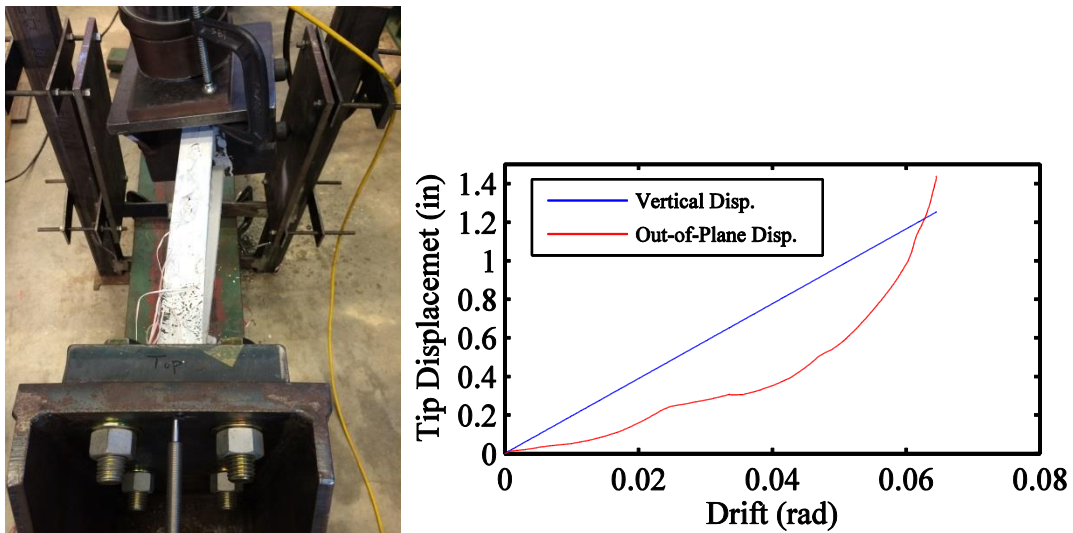 Top
Vertical Disp.
Out-of-Plane Disp.
Tip Displacemet (in)
1.4
1.2
1
0.8
0.6
0.4
0.2
0
0
0.02
0.04
0.06
0.08
Drift (rad)